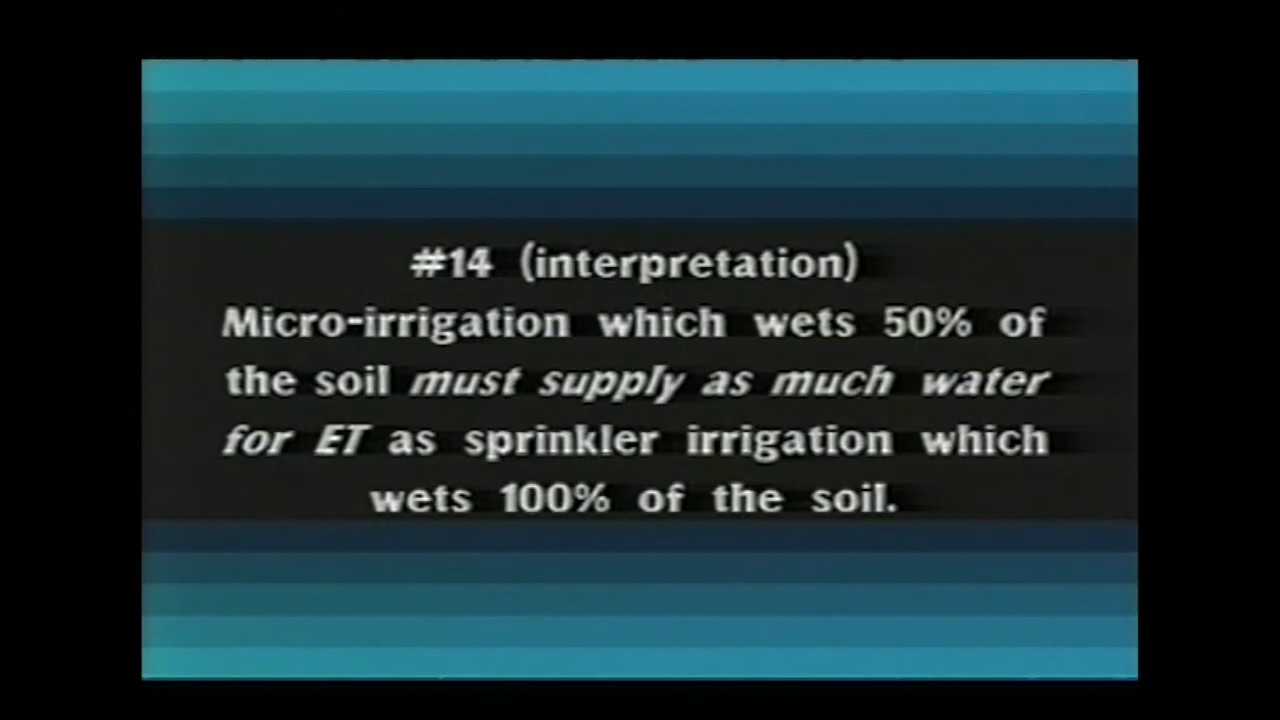 #14 (interpretation)
Micro-irrigation which wets 50% of
the soil must supply as much water
for ET as sprinkler irrigation which
wets 100% of the soil.